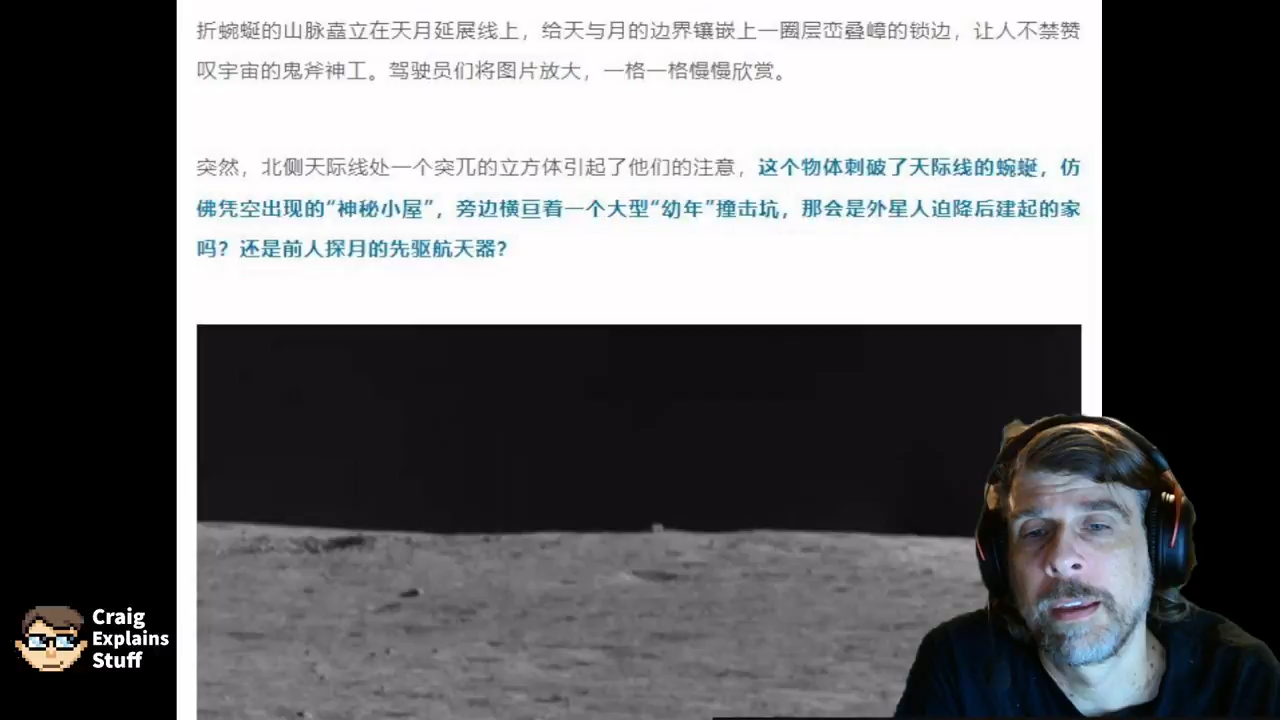 折蜿蜒的山脉矗立在天月延展线上，给天与月的边界镶嵌上一圈层峦叠嶂的锁边，让人不禁赞
叹宇宙的鬼斧神工。驾驶员们将图片放大，一格一格慢慢欣赏。
突然，北侧天际线处一个突兀的立方体引起了他们的注意，这个物体刺破了天际线的蜿蜒，仿
佛凭空出现的“神秘小屋”，旁边横亘着一个大型“幼年”撞击坑，那会是外星人迫降后建起的家
吗？还是前人探月的先驱航天器？
Craig
Explains
Stuff